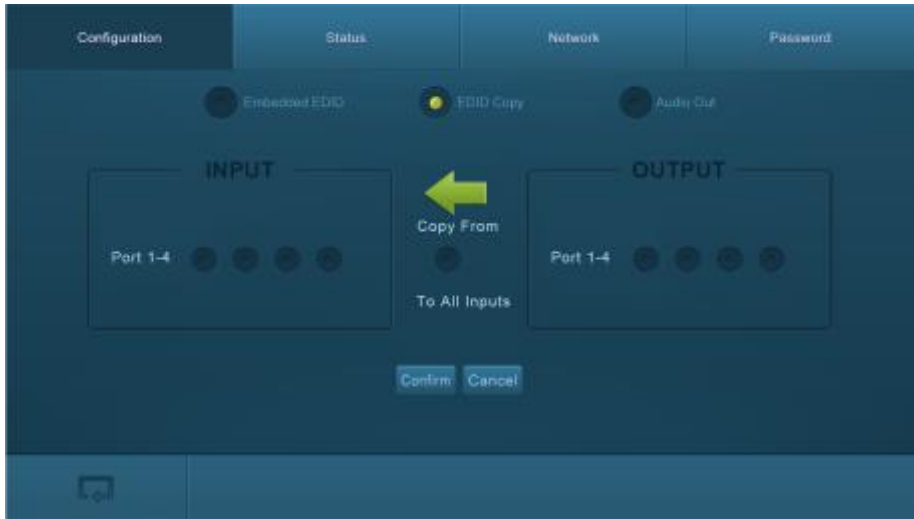 Configuration
Status
Network
Password
Embedded EDID
EDID Copy
Audio Out
INPUT
OUTPUT
Copy From
Port 1-4
Port 1-4
To All Inputs
Confirm
Cancel